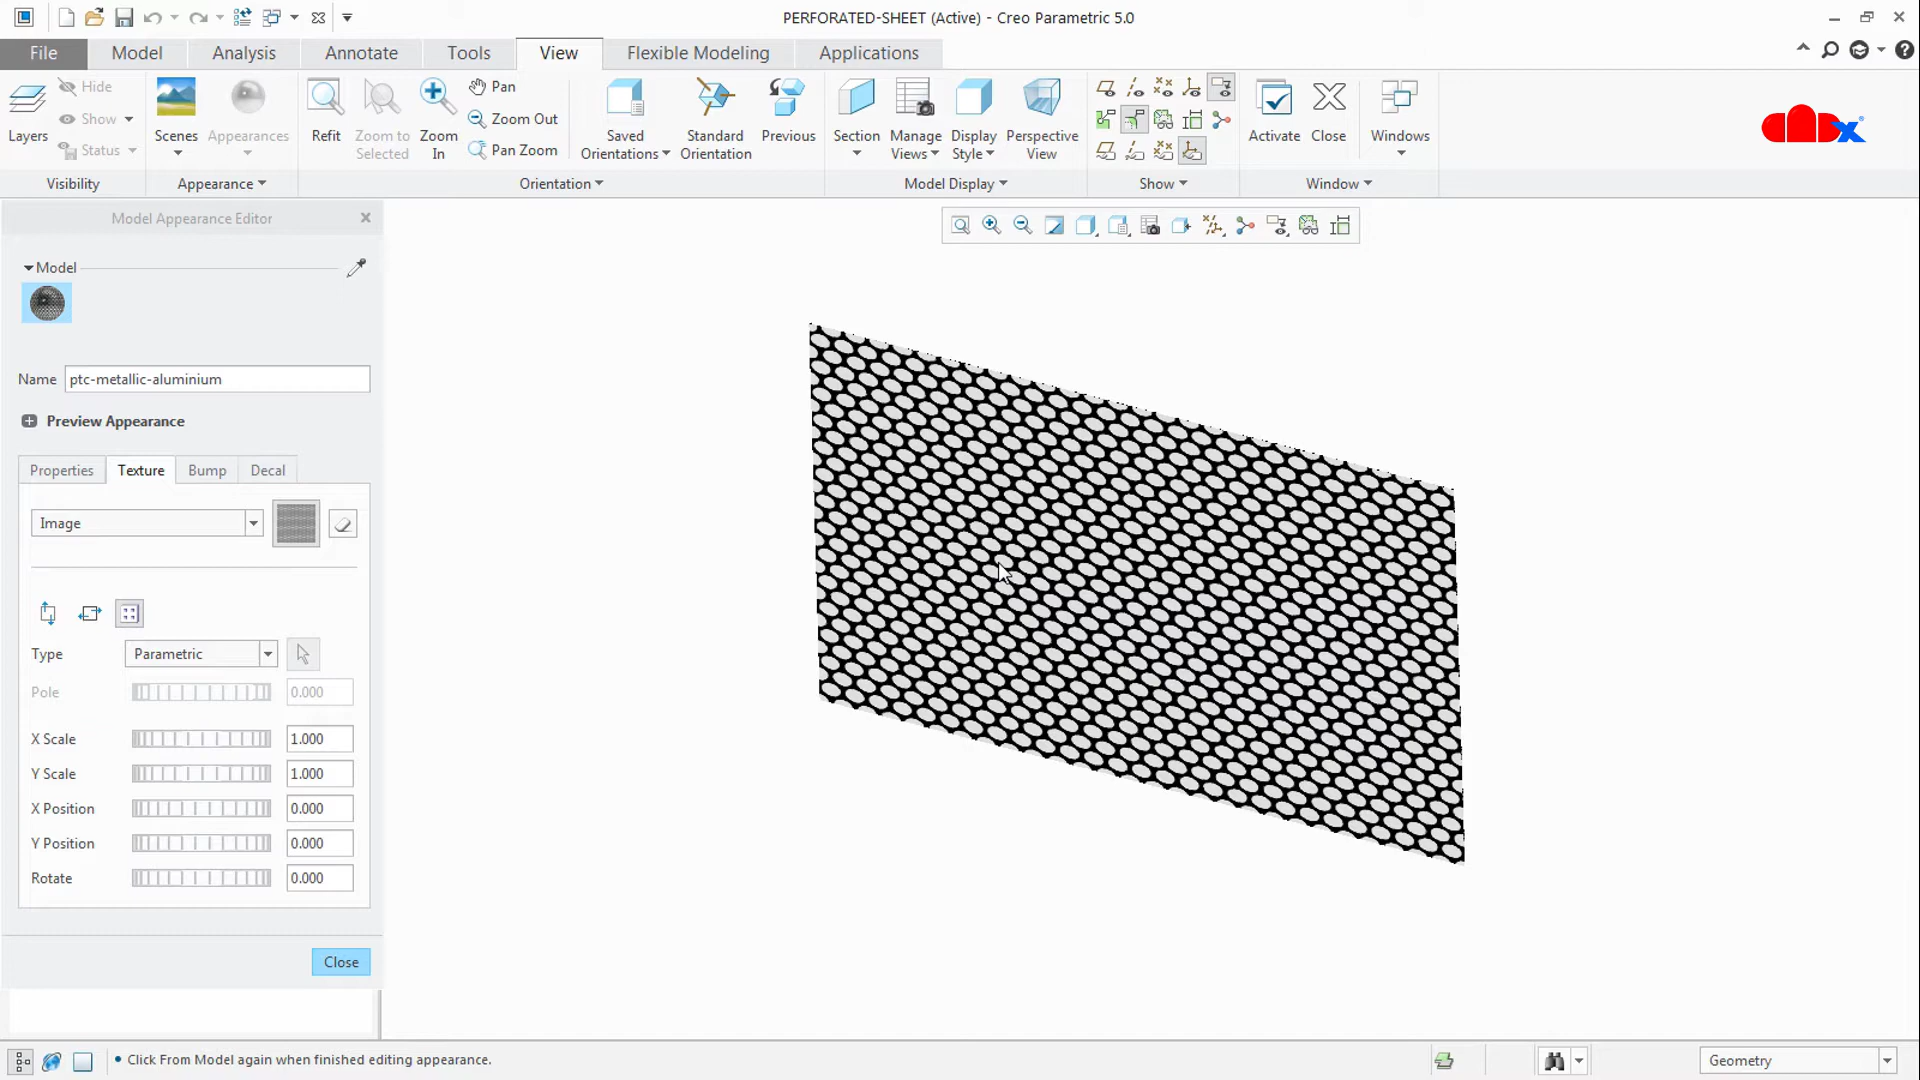 PERFORATED-SHEET (Active) - Creo Parametric 5.0
File Model Analysis Annotate Tools View Flexible Modeling Applications
Layers
Hide
Show
Status
Scenes
Appearances
Refit
Zoom to
Selected
Zoom
In
Pan
Zoom Out
Pan Zoom
Saved
Orientations
Standard
Orientation
Previous
Section
Manage
Views
Display
Style
Perspective
View
Activate
Close
Windows
Visibility Appearance Orientation Model Display Show Window
Model Appearance Editor
Model
Name ptc-metallic-aluminium
Preview Appearance
Properties Texture Bump Decal
Image
Type Parametric
Pole 0.000
X Scale 1.000
Y Scale 1.000
X Position 0.000
Y Position 0.000
Rotate 0.000
Close
Click From Model again when finished editing appearance.
Geometry